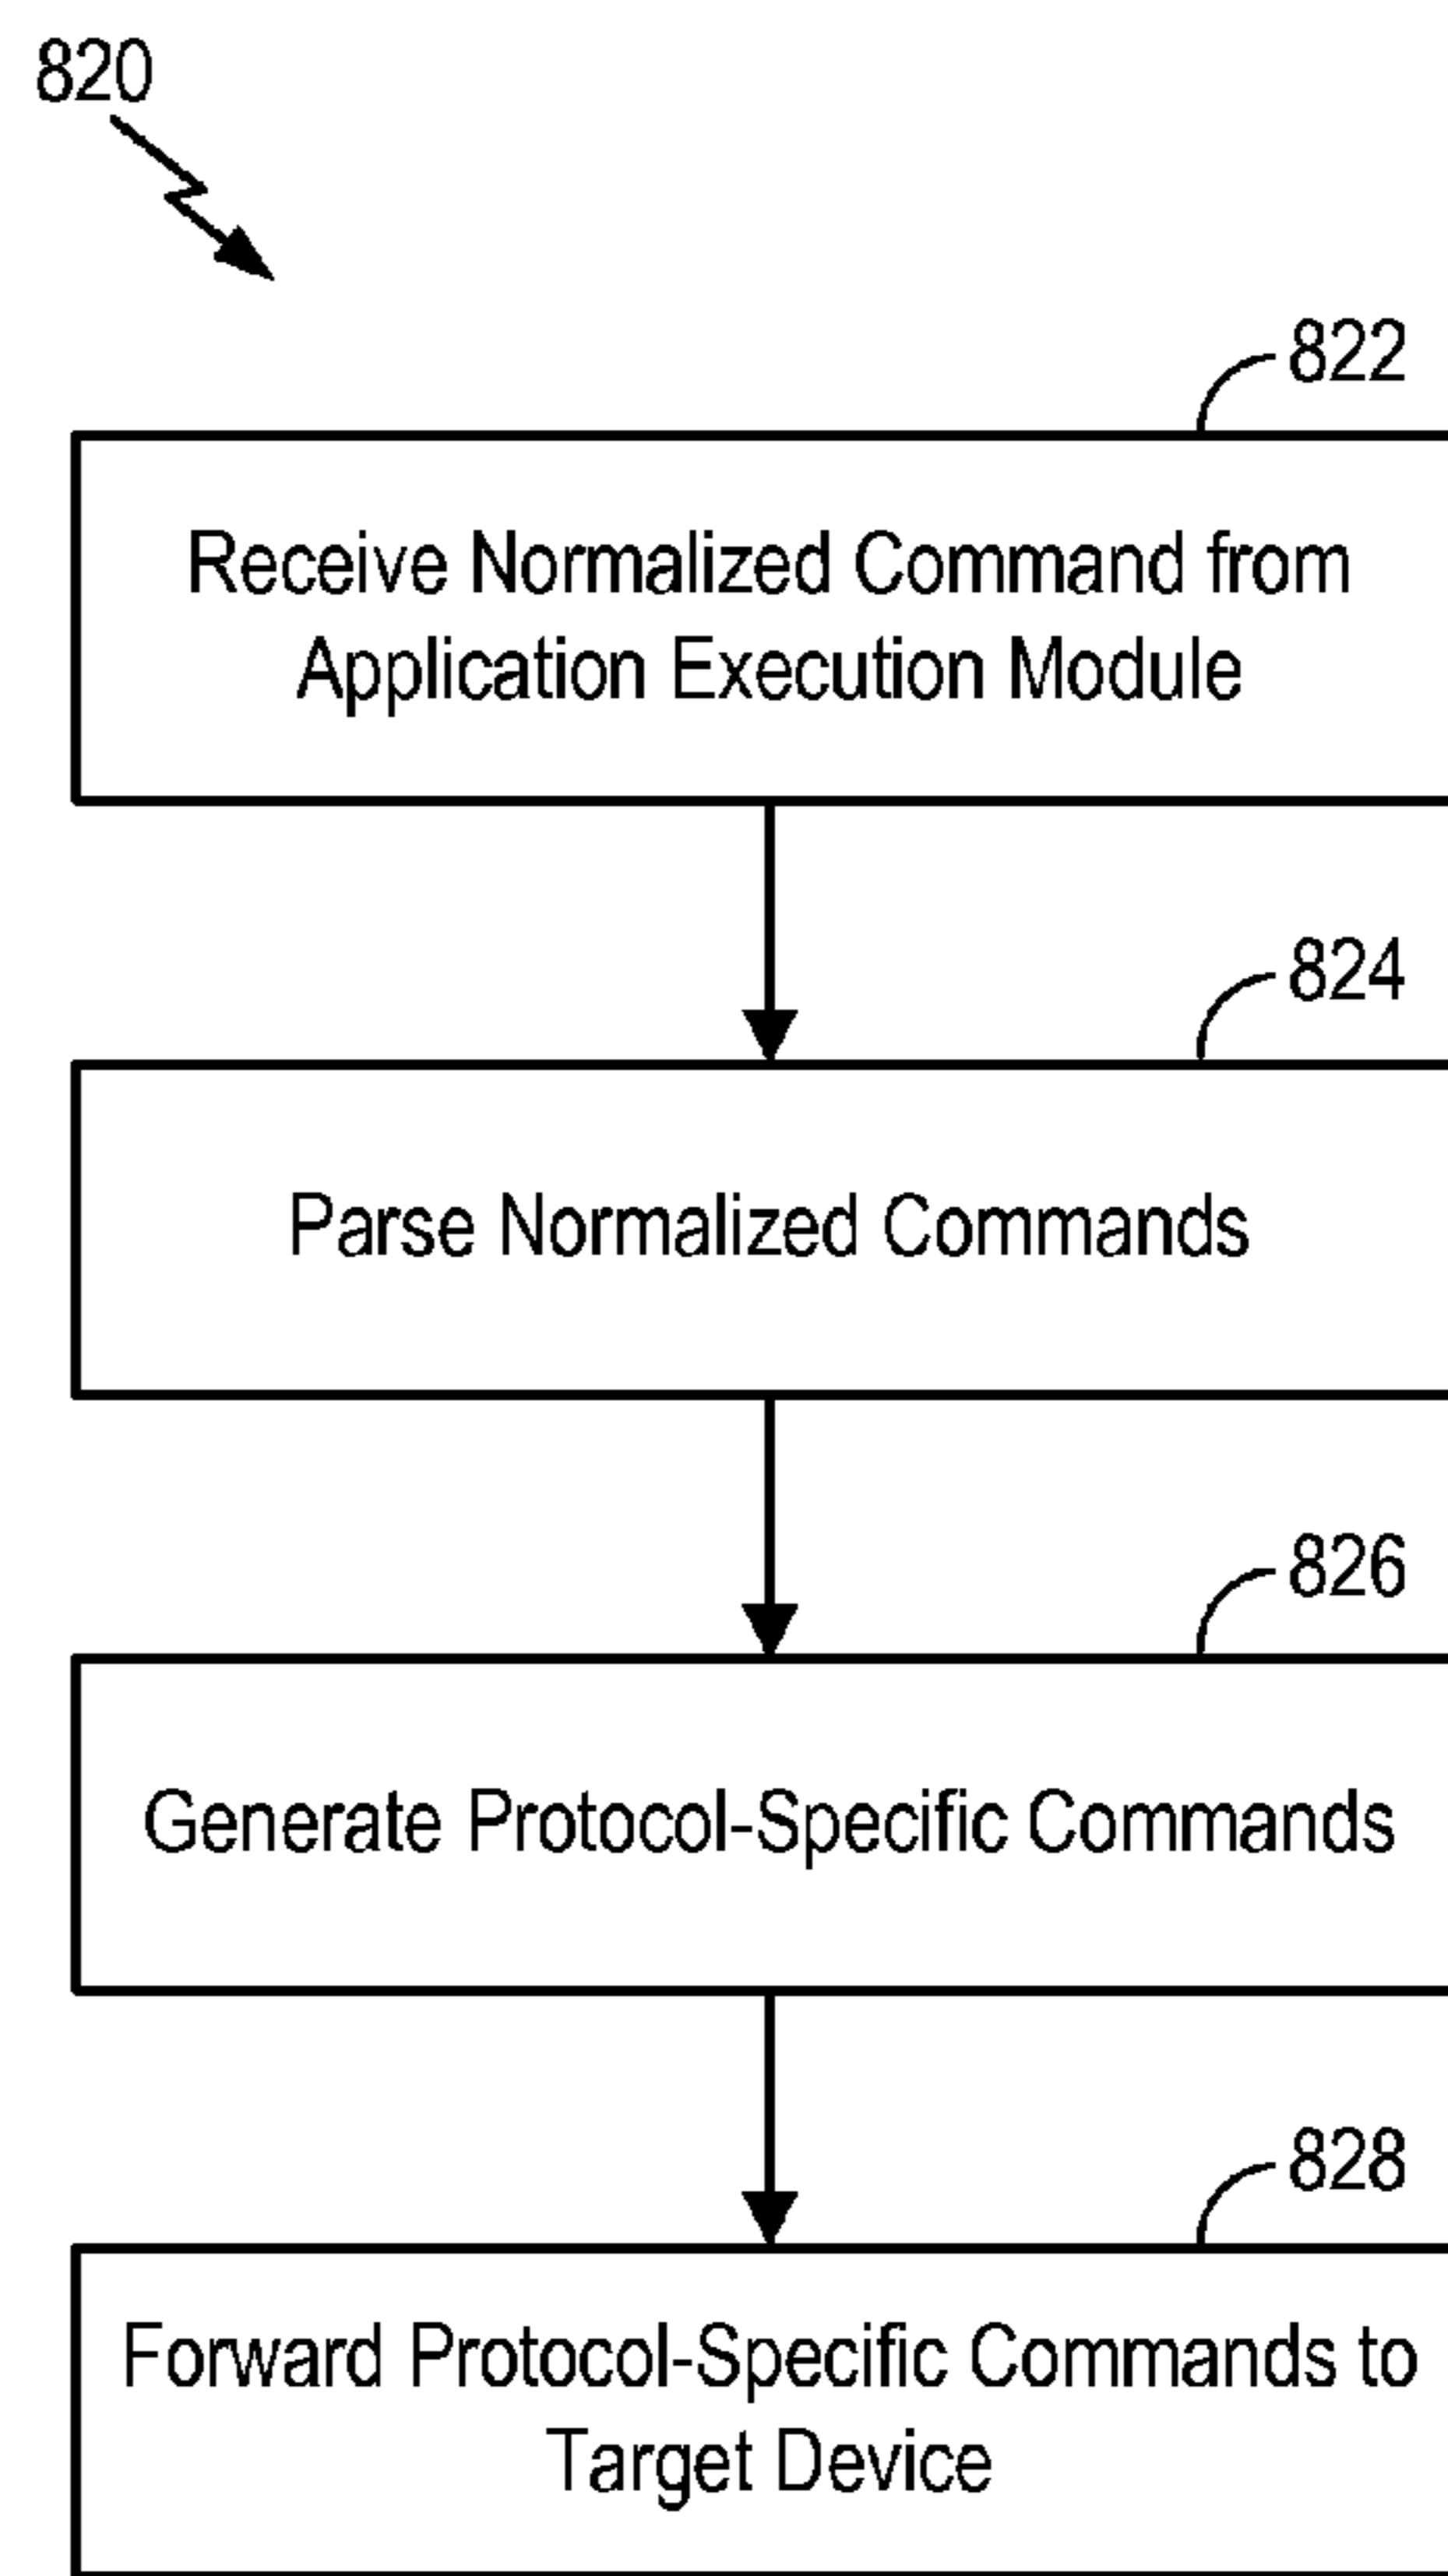 820
822
Receive Normalized Command from
Application Execution Module
824
Parse Normalized Commands
826
Generate Protocol-Specific Commands
828
Forward Protocol-Specific Commands to
Target Device